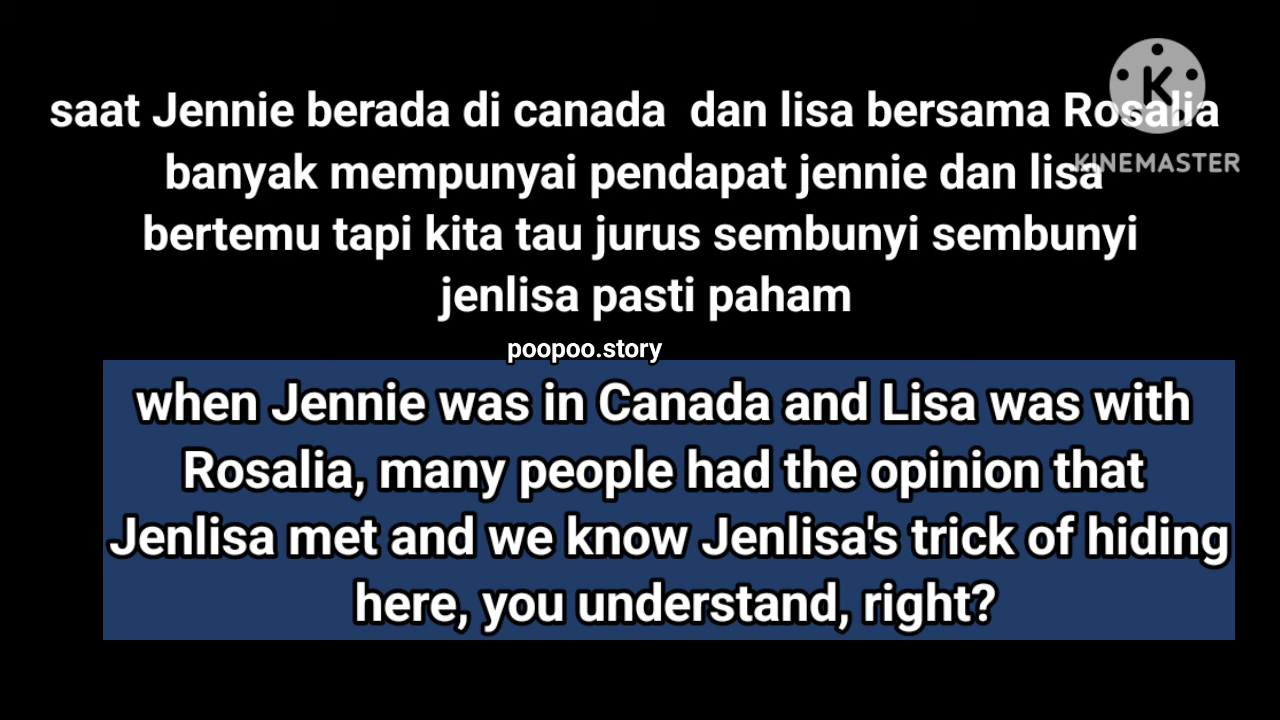 saat Jennie berada di canada dan lisa bersama Rosalia
banyak mempunyai pendapat jennie dan lisa
KINEMASTER
bertemu tapi kita tau jurus sembunyi sembunyi
jenlisa pasti paham
poopoo.story
when Jennie was in Canada and Lisa was with
Rosalia, many people had the opinion that
Jenlisa met and we know Jenlisa's trick of hiding
here, you understand, right?